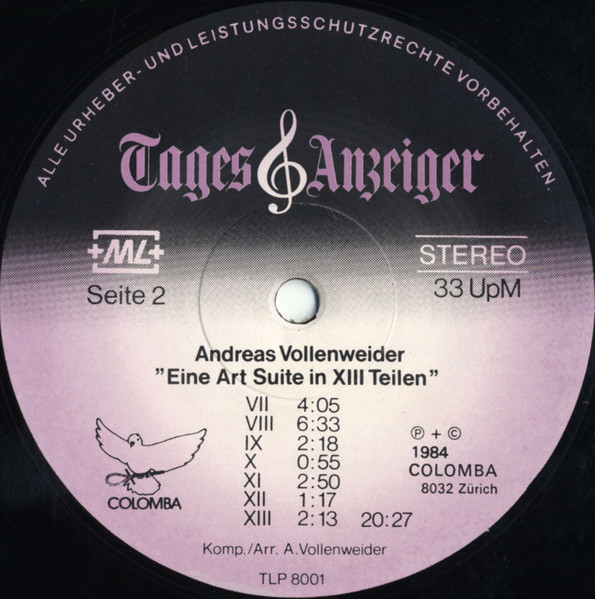 ALLE URHEBER- UND LEISTUNGSSCHUTZRECHTE VORBEHALTEN.
Tages Anzeiger
+ML+
STEREO
Seite 2
33 UpM
Andreas Vollenweider
"Eine Art Suite in XIII Teilen"
VII 4:05
VIII 6:33
IX 2:18
X 0:55
XI 2:50
XII 1:17
XIII 2:13 20:27
COLOMBA
℗ + ©
1984
COLOMBA
8032 Zürich
Komp./Arr. A.Vollenweider
TLP 8001